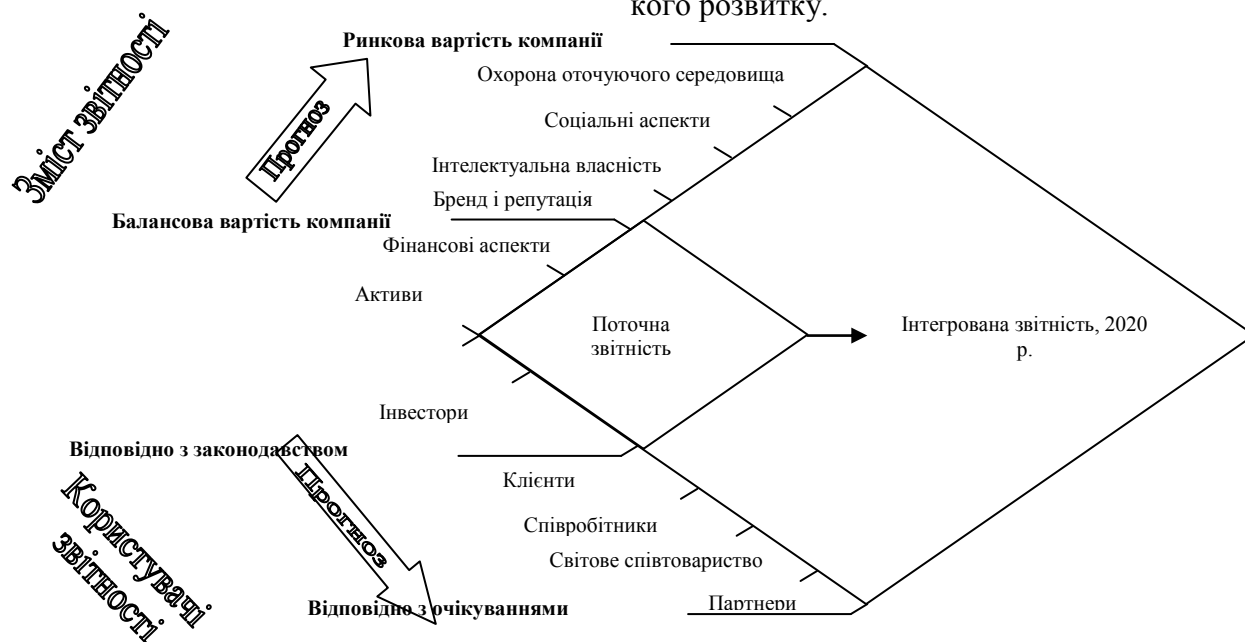 кого розвитку.
Зміст звітності
Ринкова вартість компанії
Охорона оточуючого середовища
Прогноз
Соціальні аспекти
Інтелектуальна власність
Бренд і репутація
Балансова вартість компанії
Фінансові аспекти
Активи
Поточна
звітність
Інтегрована звітність, 2020
р.
Інвестори
Відповідно з законодавством
Клієнти
Прогноз
Користувачі
звітності
Співробітники
Світове співтовариство
Партнери
Відповідно з очікуваннями